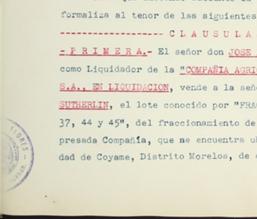 formaliza al tenor de las siguientes
------------------ C L A U S U L A
- PRIMERA.- El señor don JOSE
como Liquidador de la "COMPAÑIA AGRI
S.A., EN LIQUIDACION, vende a la seño
SUTHERLIN, el lote conocido por "FRA
37, 44 y 45", del fraccionamiento de
presada Compañía, que se encuentra ub
dad de Coyame, Distrito Morelos, de e